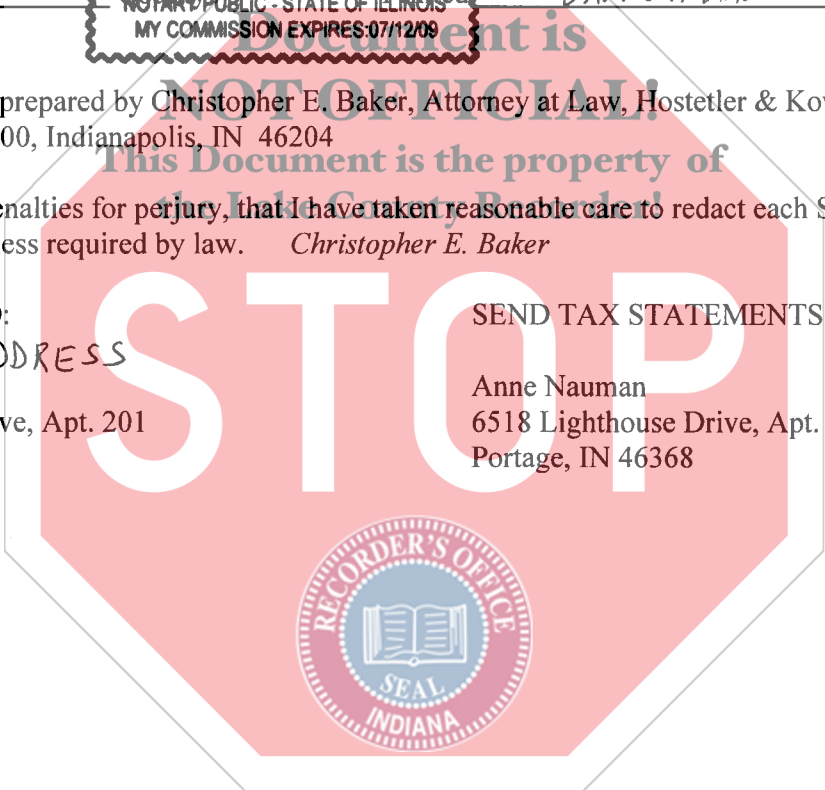 NOTARY PUBLIC - STATE OF ILLINOIS
MY COMMISSION EXPIRES:07/12/09
Document is
NOT OFFICIAL!
This Document is the property of
the Lake County Recorder!
prepared by Christopher E. Baker, Attorney at Law, Hostetler & Kov
00, Indianapolis, IN 46204
enalties for perjury, that I have taken reasonable care to redact each S
ess required by law. Christopher E. Baker
:
DDRESS
ve, Apt. 201
SEND TAX STATEMENTS
Anne Nauman
6518 Lighthouse Drive, Apt.
Portage, IN 46368
STOP
RECORDER'S OFFICE
SEAL
INDIANA